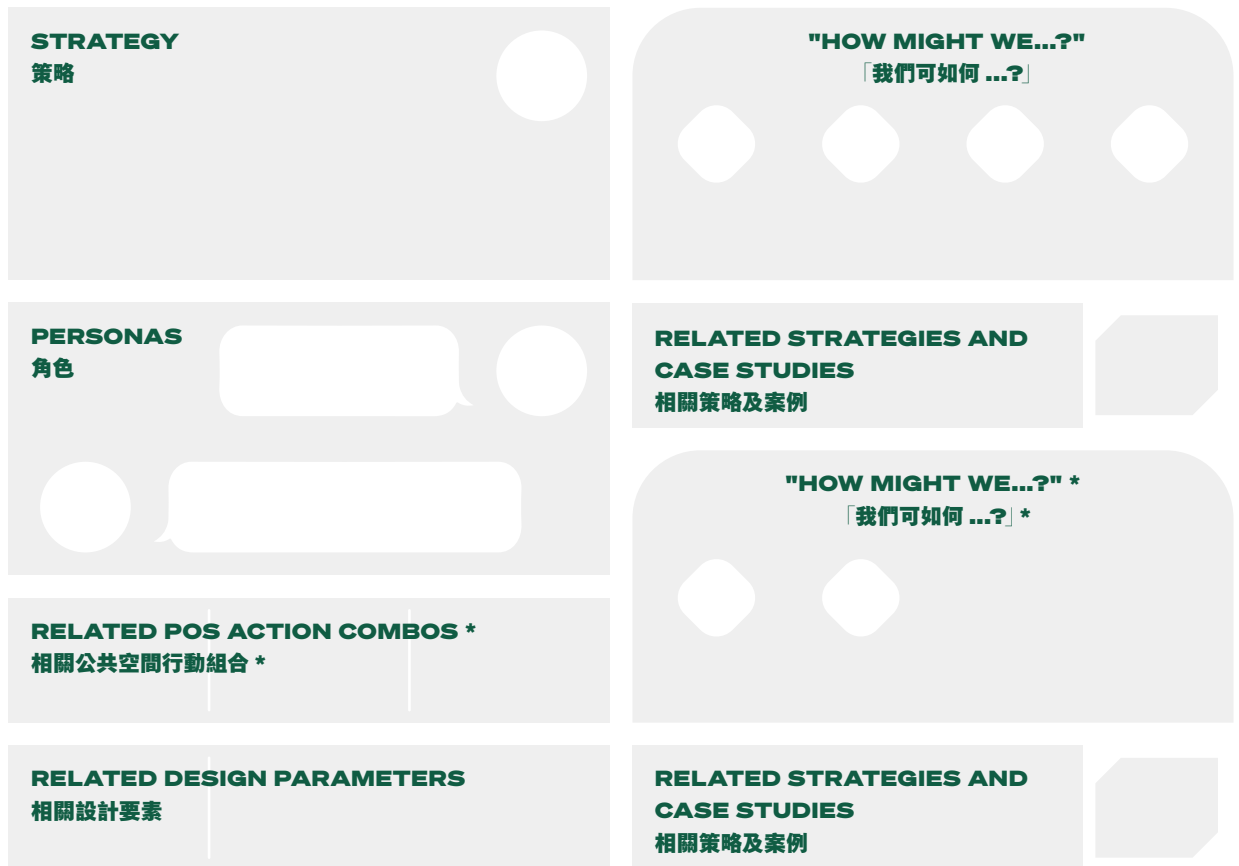 STRATEGY
策略
PERSONAS
角色
RELATED POS ACTION COMBOS *
相關公共空間行動組合 *
RELATED DESIGN PARAMETERS
相關設計要素
"HOW MIGHT WE...?"
「我們可如何 ...?」
RELATED STRATEGIES AND
CASE STUDIES
相關策略及案例
"HOW MIGHT WE...?" *
「我們可如何 ...?」*
RELATED STRATEGIES AND
CASE STUDIES
相關策略及案例